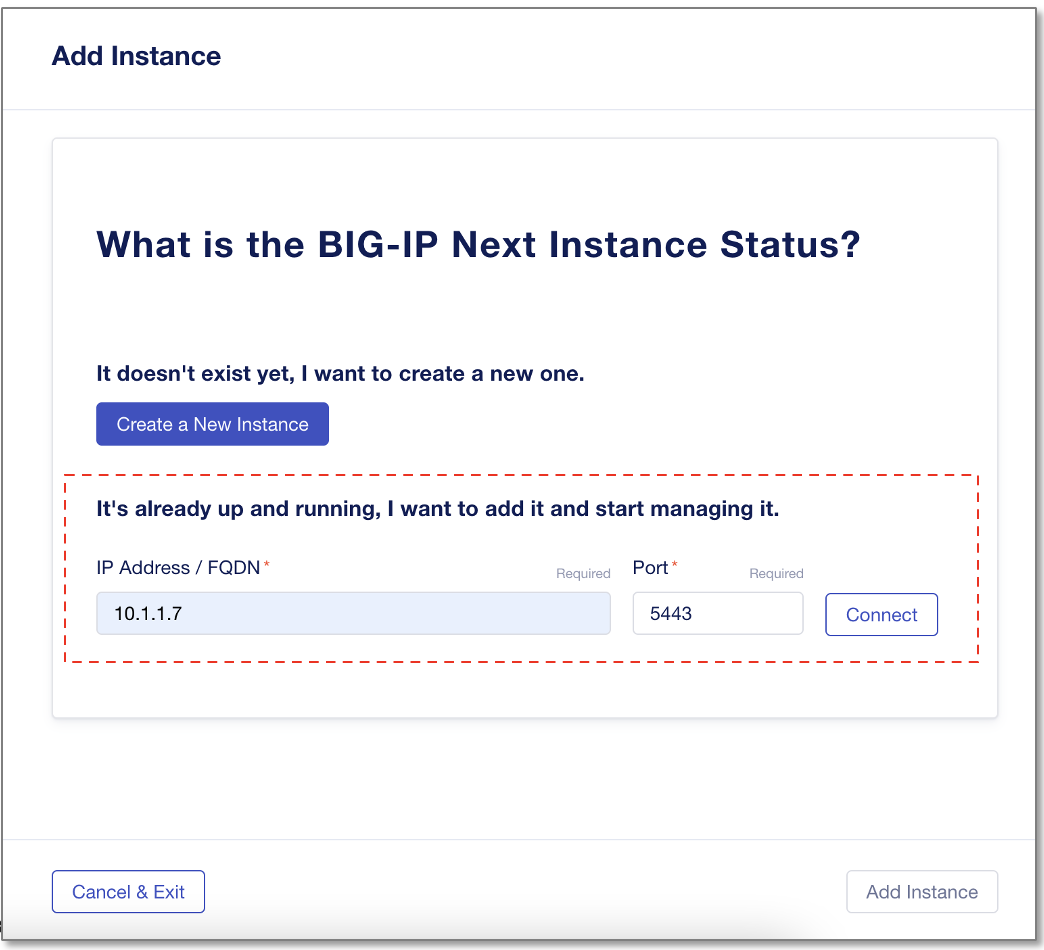 Add Instance
What is the BIG-IP Next Instance Status?
It doesn't exist yet, I want to create a new one.
Create a New Instance
It's already up and running, I want to add it and start managing it.
IP Address / FQDN* Required Port* Required
10.1.1.7 5443 Connect
Cancel & Exit Add Instance